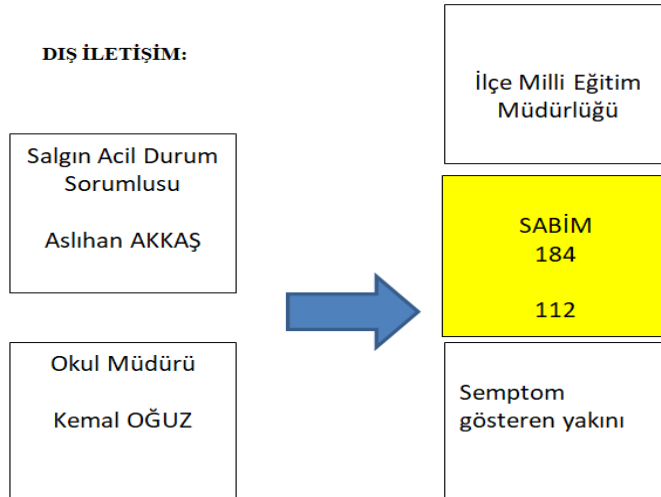 DIŞ İLETİŞİM:
Salgın Acil Durum
Sorumlusu
Aslıhan AKKAŞ
Okul Müdürü
Kemal OĞUZ
İlçe Milli Eğitim
Müdürlüğü
SABİM
184
112
Semptom
gösteren yakını